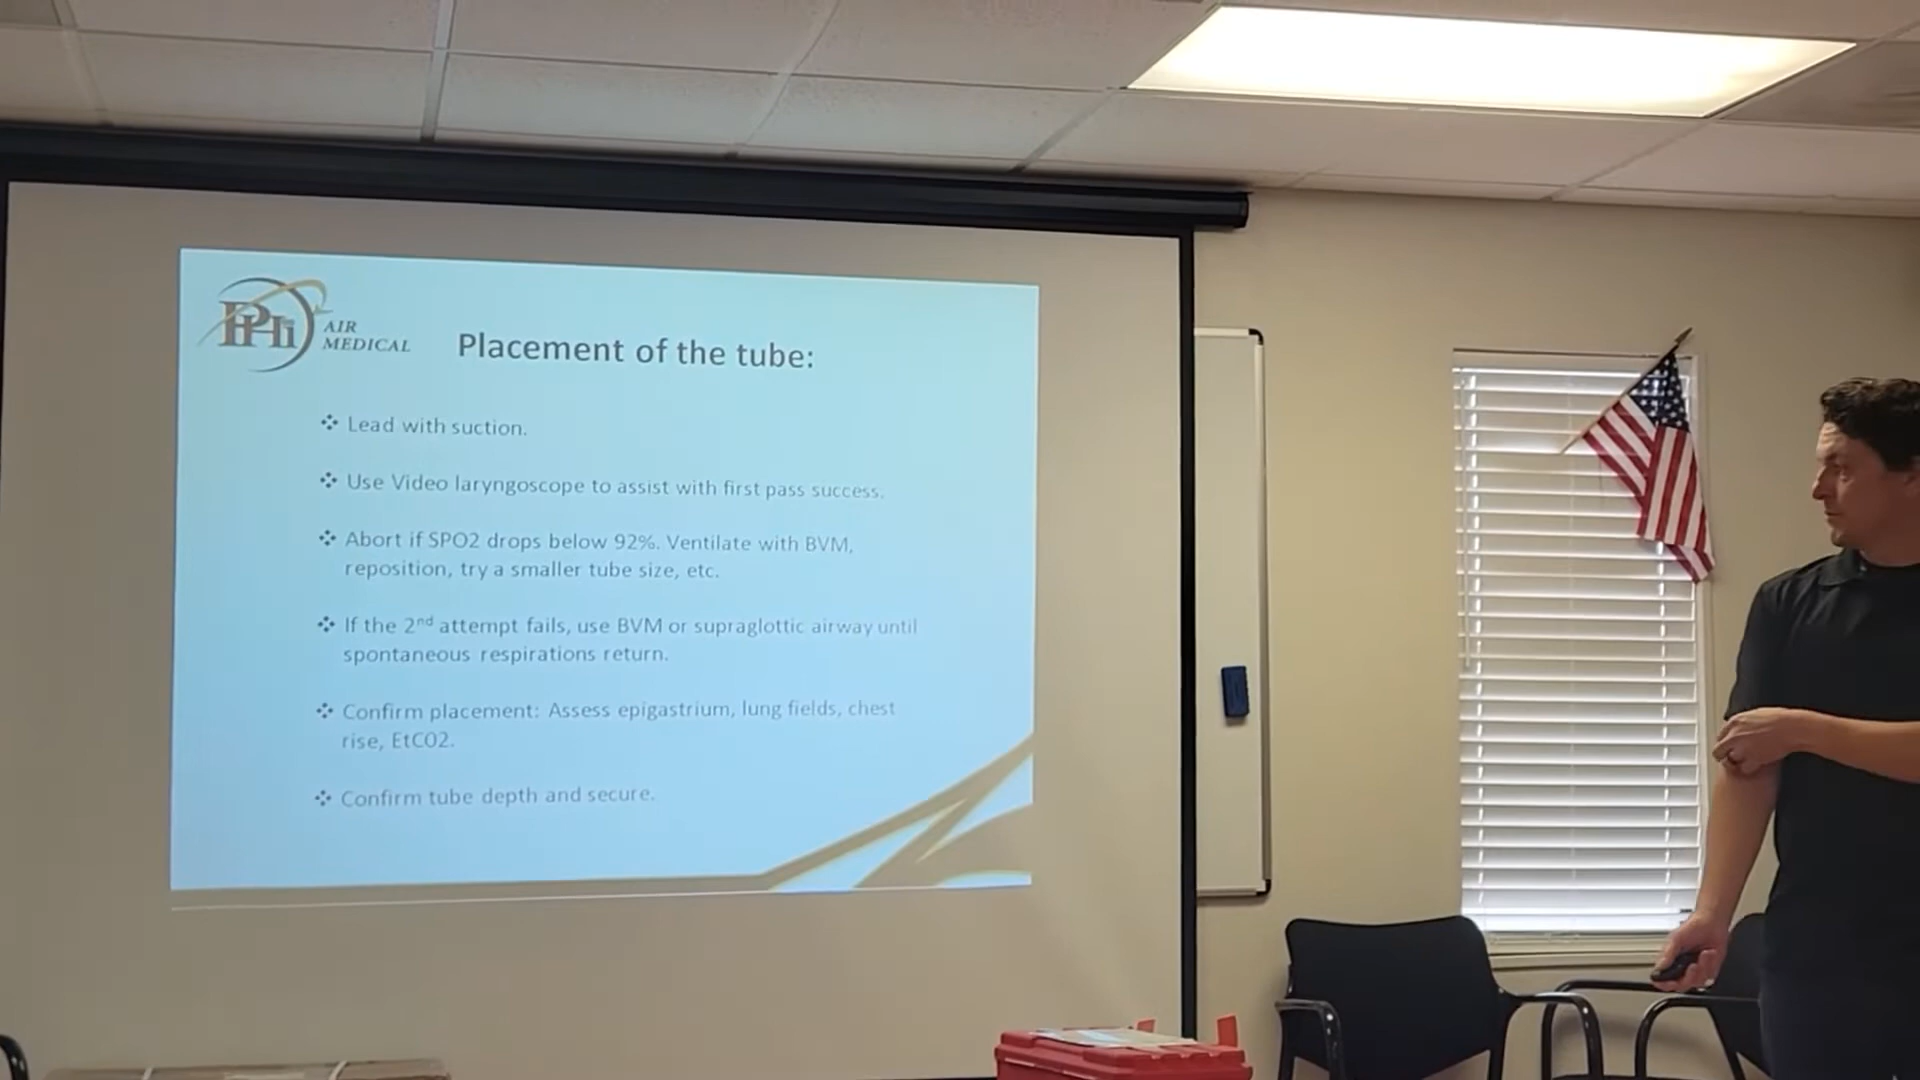 PHi AIR
MEDICAL
Placement of the tube:
Lead with suction.
Use Video laryngoscope to assist with first pass success.
Abort if SPO2 drops below 92%. Ventilate with BVM,
reposition, try a smaller tube size, etc.
If the 2nd attempt fails, use BVM or supraglottic airway until
spontaneous respirations return.
Confirm placement: Assess epigastrium, lung fields, chest
rise, EtC02.
Confirm tube depth and secure.